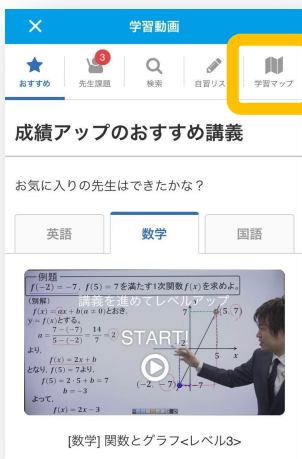 学習動画
3
おすすめ
先生課題
検索
自習リス
学習マップ
成績アップのおすすめ講義
お気に入りの先生はできたかな？
英語
数学
国語
例題
f(−2) = −7, f(5) = 7を満たす1次関数f(x)を求めよ。
(別解)
講義を進めてレベルアップ
f(x) = ax + b(a ≠ 0)とおき,
y = f(x)とする。
a = 7 − (−7) / 5 − (−2) = 14 / 7 = 2
START!
より,
f(x) = 2x + b
となり, f(5) = 7より,
f(5) = 2・5 + b = 7
b = −3
よって,
f(x) = 2x − 3
7
(5, 7)
−2
5
x
(−2, −7)
−7
[数学] 関数とグラフ<レベル3>